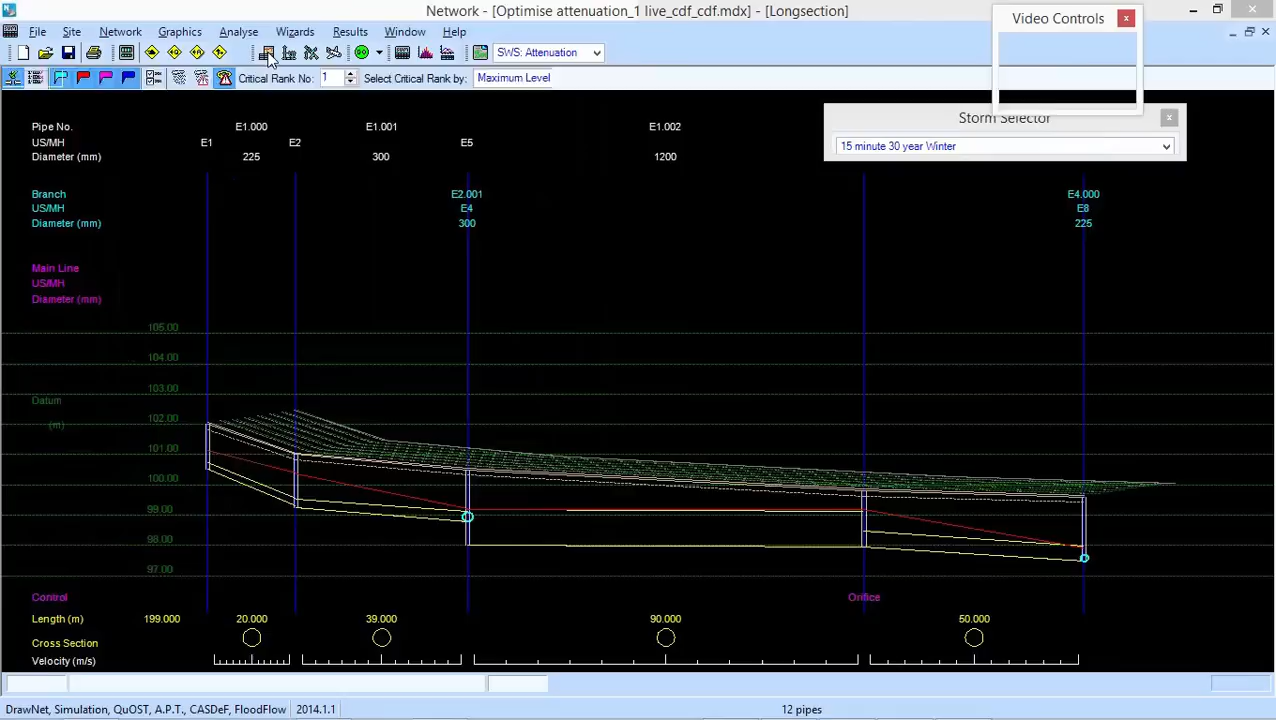 Network - [Optimise attenuation_1 live_cdf_cdf.mdx] - [Longsection]
Video Controls
File Site Network Graphics Analyse Wizards Results Window Help
SWS: Attenuation
Critical Rank No: 1 Select Critical Rank by: Maximum Level
Storm Selector
15 minute 30 year Winter
Pipe No. E1.000 E1.001 E1.002
US/MH E1 E2 E5
Diameter (mm) 225 300 1200
Branch E2.001 E4.000
US/MH E4 E8
Diameter (mm) 300 225
Main Line
US/MH
Diameter (mm)
105.00
104.00
103.00
Datum
102.00
(m)
101.00
100.00
99.00
98.00
97.00
Control Orifice
Length (m) 199.000 20.000 39.000 90.000 50.000
Cross Section
Velocity (m/s)
DrawNet, Simulation, QuOST, A.P.T., CASDeF, FloodFlow 2014.1.1 12 pipes